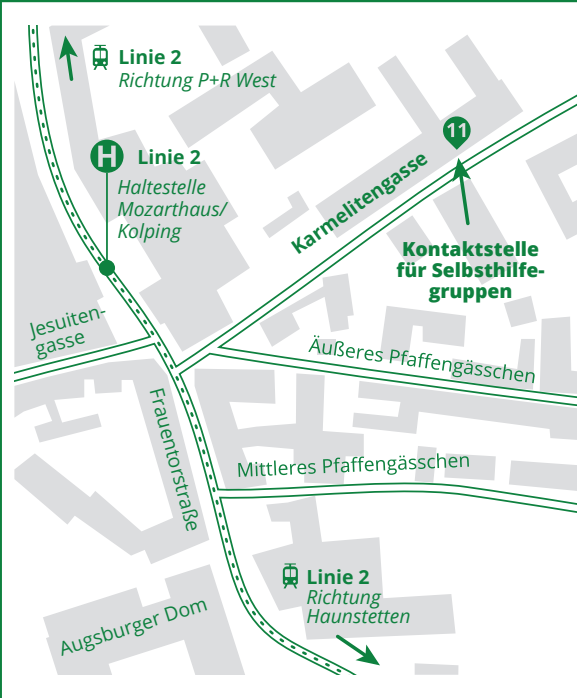 Linie 2
Richtung P+R West
H
Linie 2
Haltestelle
Mozarthaus/
Kolping
11
Karmelitengasse
Kontaktstelle
für Selbsthilfe-
gruppen
Jesuiten-
gasse
Äußeres Pfaffengässchen
Frauentorstraße
Mittleres Pfaffengässchen
Linie 2
Richtung
Haunstetten
Augsburger Dom